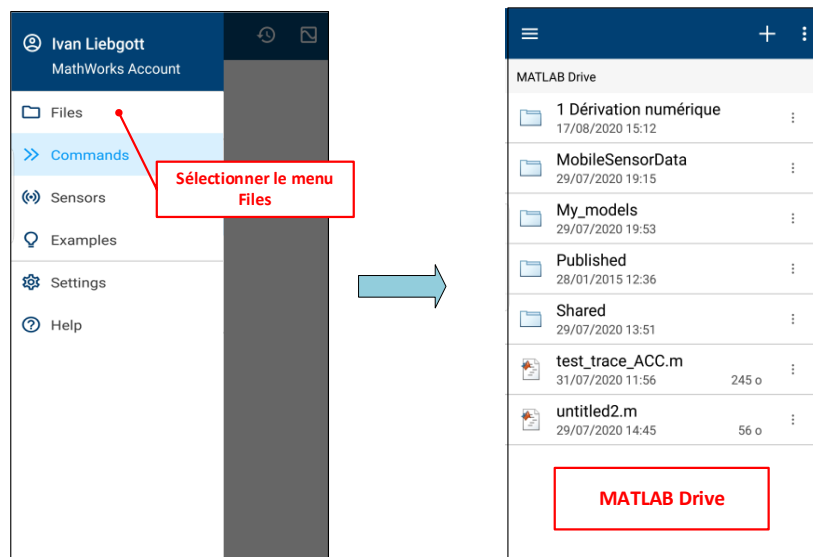 Ivan Liebgott
MathWorks Account
Files
Commands
Sensors
Examples
Settings
Help
Sélectionner le menu
Files
MATLAB Drive
1 Dérivation numérique
17/08/2020 15:12
MobileSensorData
29/07/2020 19:15
My_models
29/07/2020 19:53
Published
28/01/2015 12:36
Shared
29/07/2020 13:51
test_trace_ACC.m
31/07/2020 11:56 245 o
untitled2.m
29/07/2020 14:45 56 o
MATLAB Drive